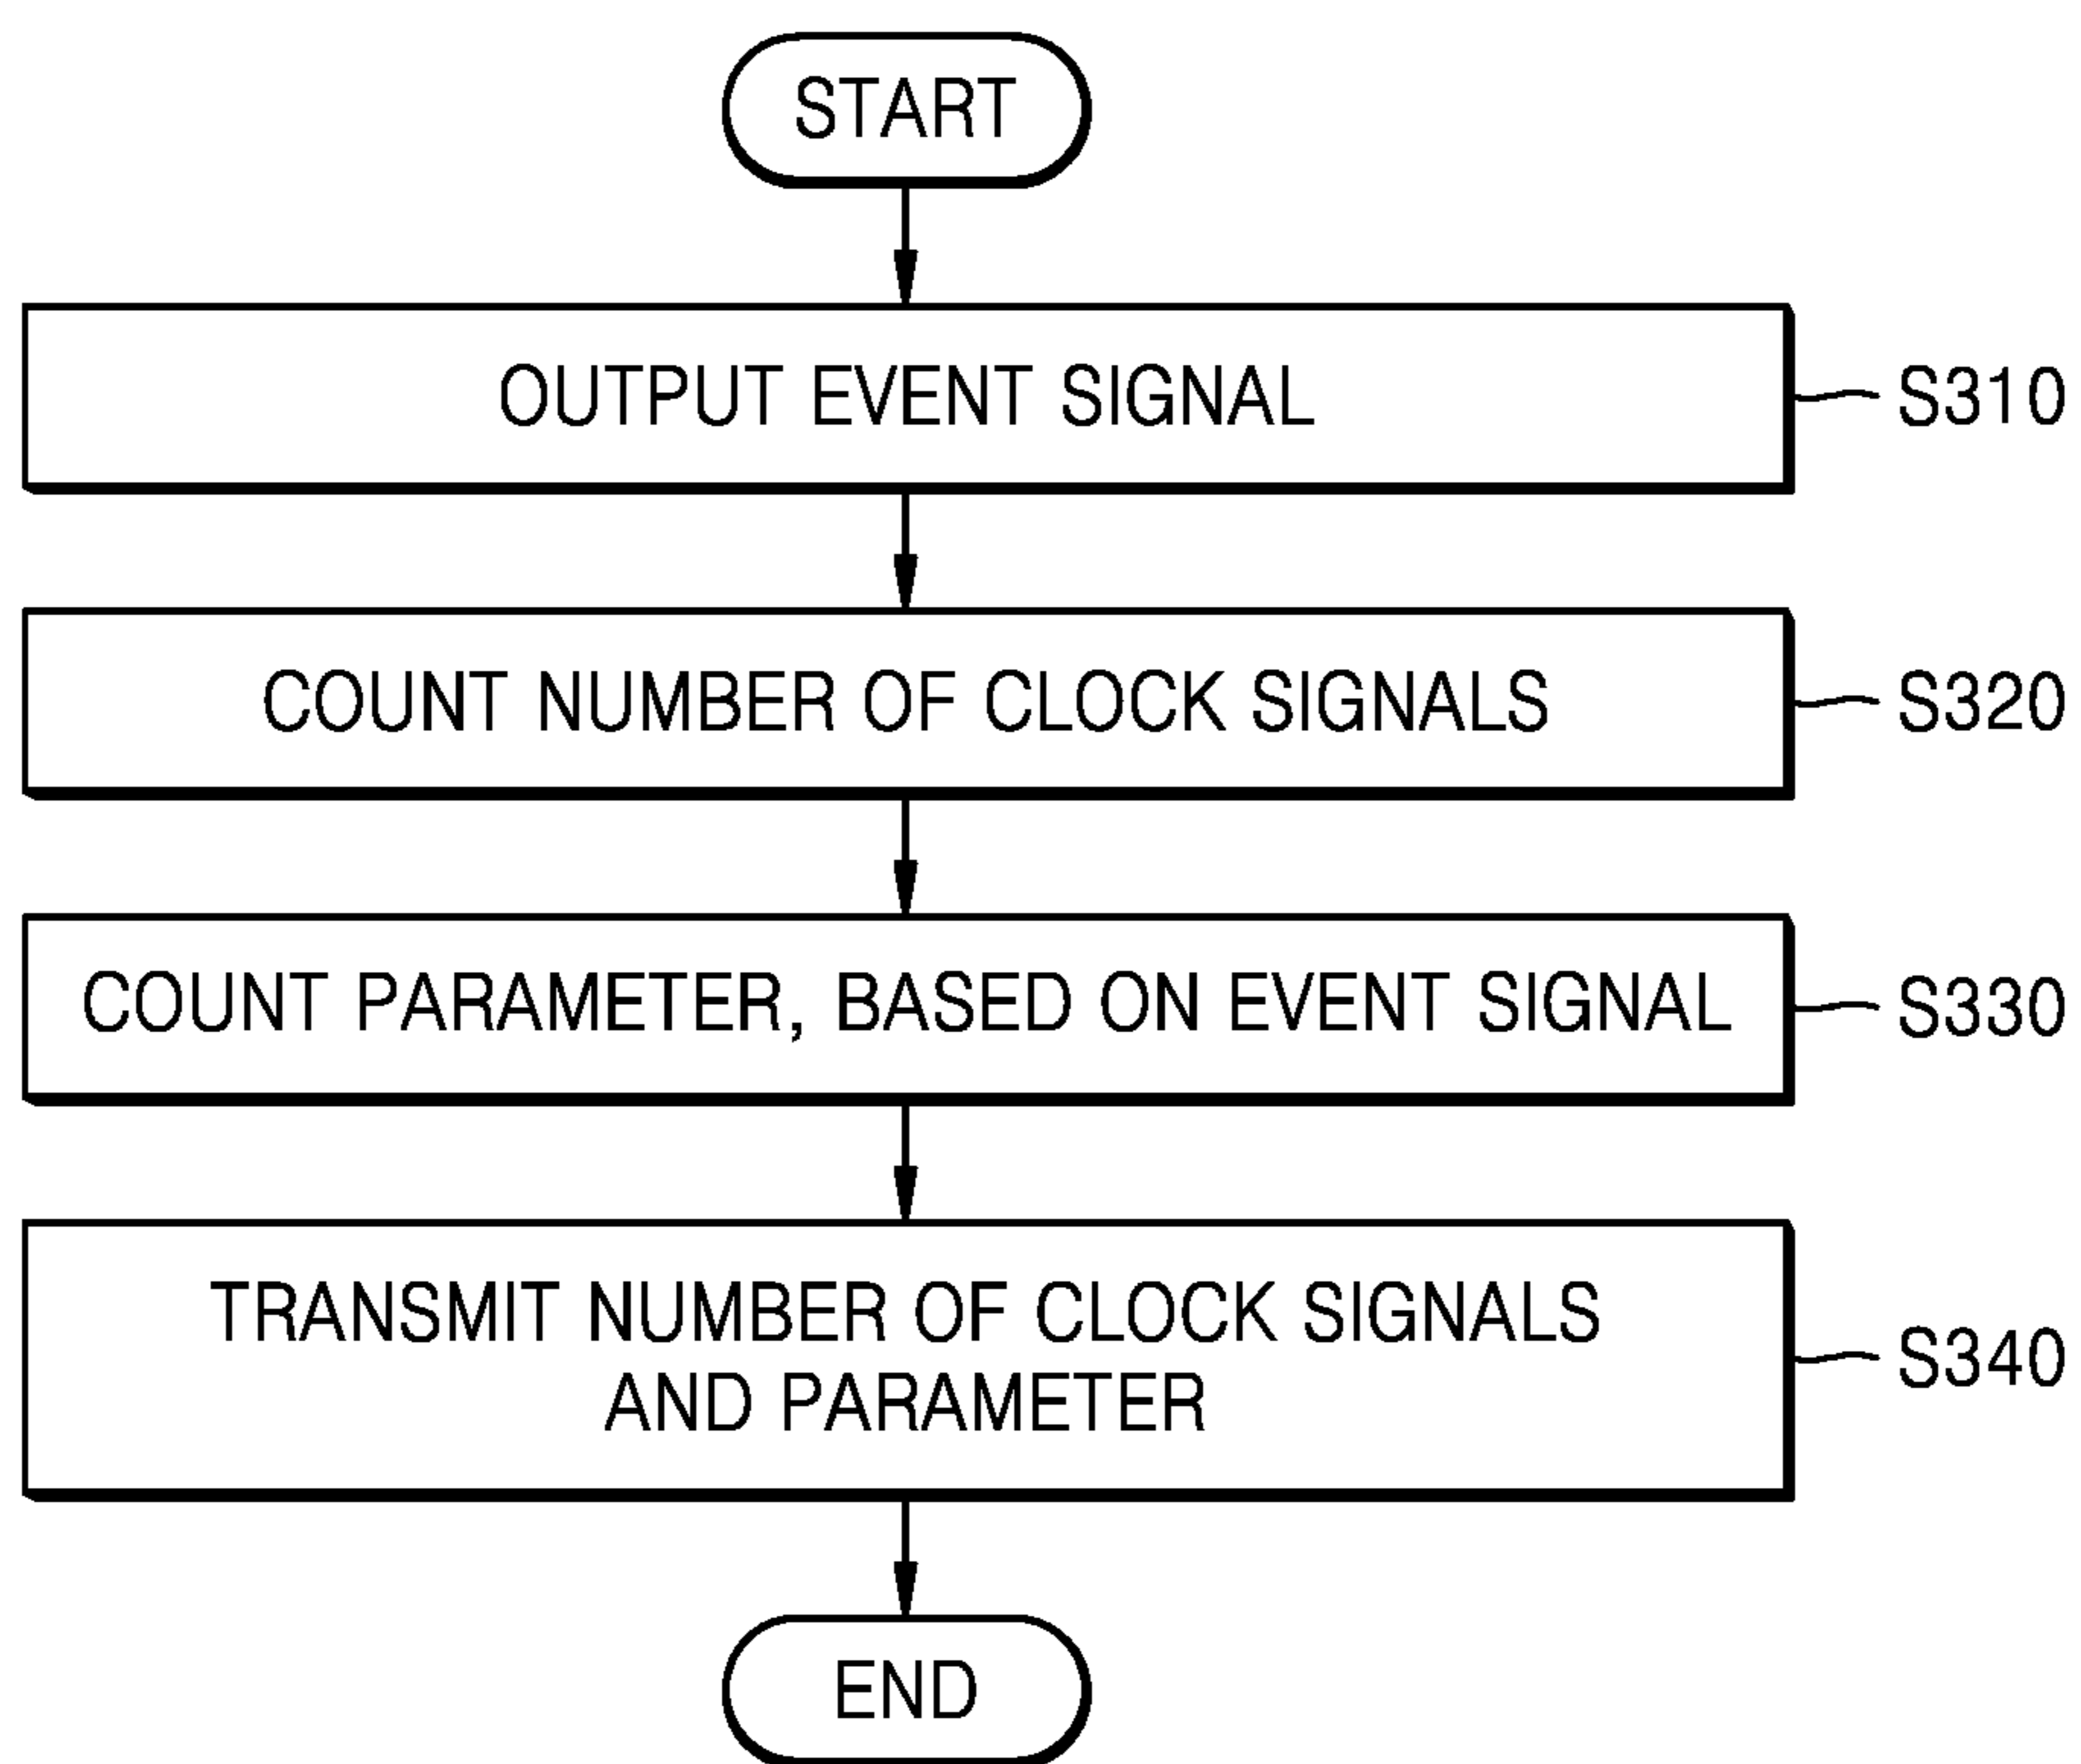 START
OUTPUT EVENT SIGNAL
S310
COUNT NUMBER OF CLOCK SIGNALS
S320
COUNT PARAMETER, BASED ON EVENT SIGNAL
S330
TRANSMIT NUMBER OF CLOCK SIGNALS
AND PARAMETER
S340
END